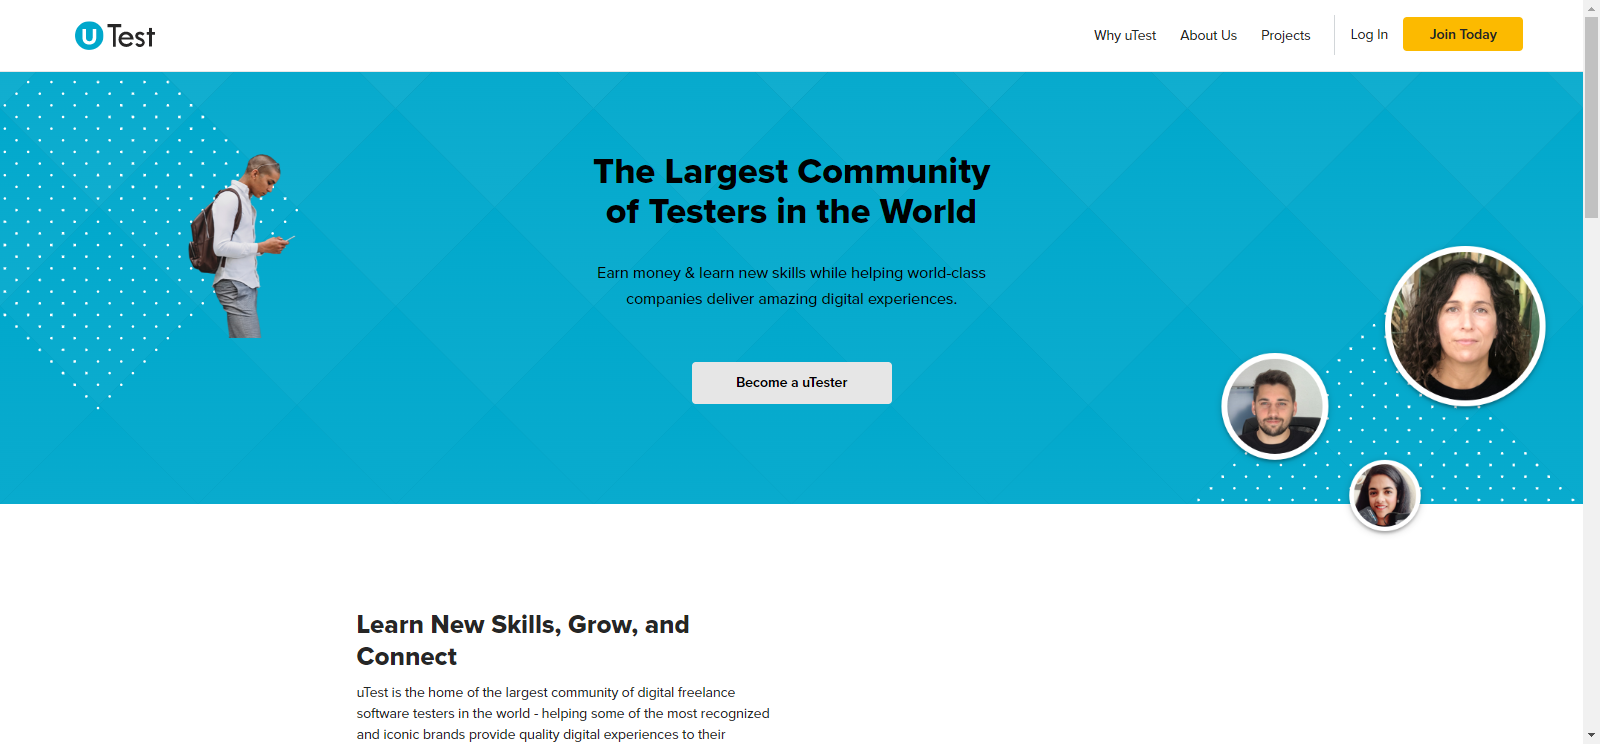 uTest
Why uTest
About Us
Projects
Log In
Join Today
The Largest Community
of Testers in the World
Earn money & learn new skills while helping world-class
companies deliver amazing digital experiences.
Become a uTester
Learn New Skills, Grow, and
Connect
uTest is the home of the largest community of digital freelance
software testers in the world - helping some of the most recognized
and iconic brands provide quality digital experiences to their